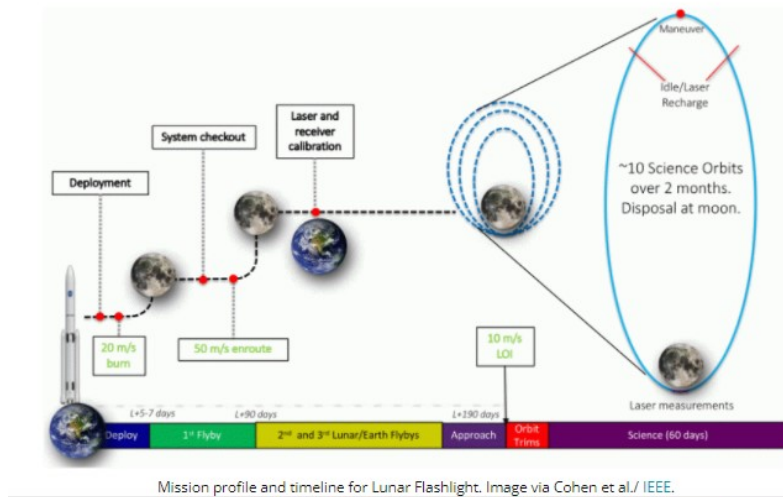 Maneuver
Idle/Laser
Recharge
Laser and
receiver
calibration
System checkout
Deployment
~10 Science Orbits
over 2 months.
Disposal at moon.
20 m/s
burn
50 m/s enroute
10 m/s
LOI
Laser measurements
L+5-7 days
L+90 days
L+190 days
Deploy
1st Flyby
2nd and 3rd Lunar/Earth Flybys
Approach
Orbit
Trims
Science (60 days)
Mission profile and timeline for Lunar Flashlight. Image via Cohen et al./ IEEE.